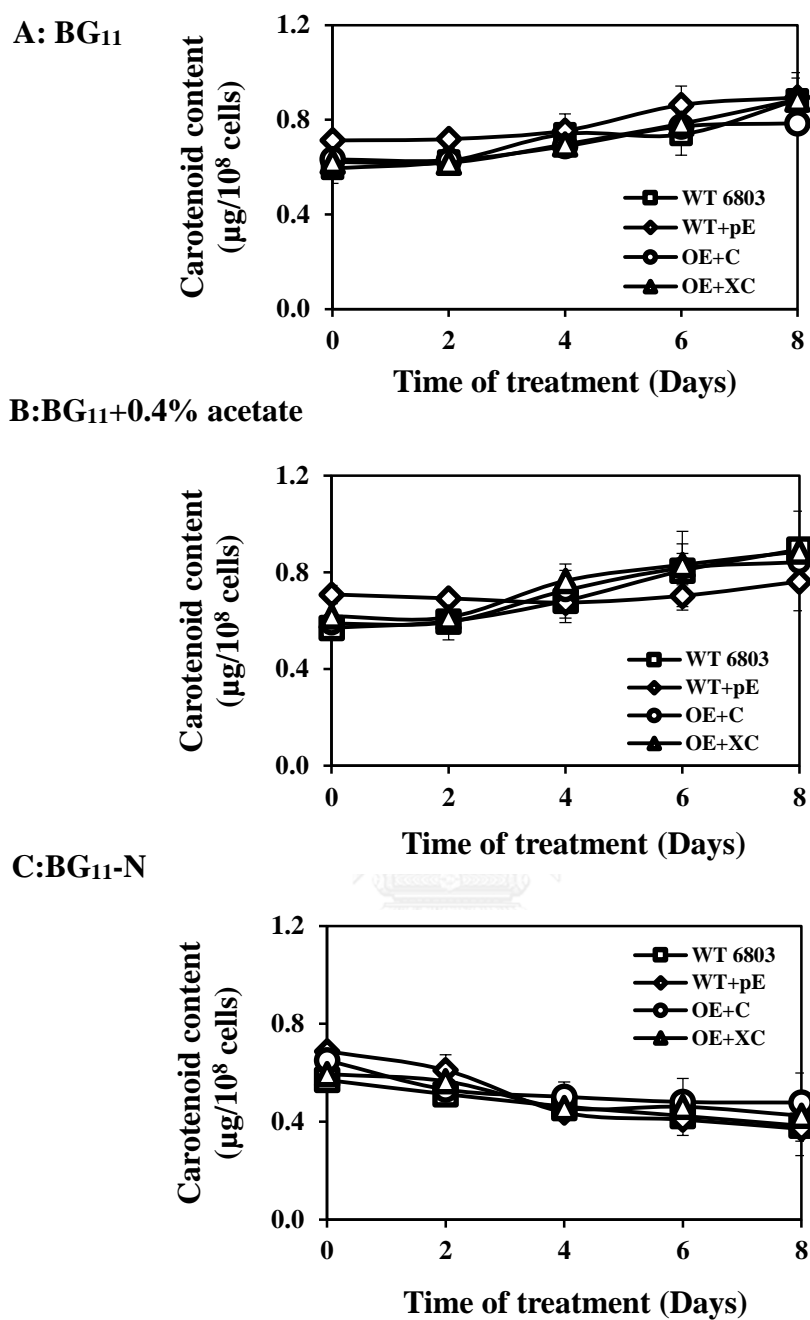 A: BG₁₁
Carotenoid content
(µg/10⁸ cells)
1.2
0.8
0.4
0.0
WT 6803
WT+pE
OE+C
OE+XC
0 2 4 6 8
Time of treatment (Days)
B:BG₁₁+0.4% acetate
Carotenoid content
(µg/10⁸ cells)
1.2
0.8
0.4
0.0
WT 6803
WT+pE
OE+C
OE+XC
0 2 4 6 8
Time of treatment (Days)
C:BG₁₁-N
Carotenoid content
(µg/10⁸ cells)
1.2
0.8
0.4
0.0
WT 6803
WT+pE
OE+C
OE+XC
0 2 4 6 8
Time of treatment (Days)